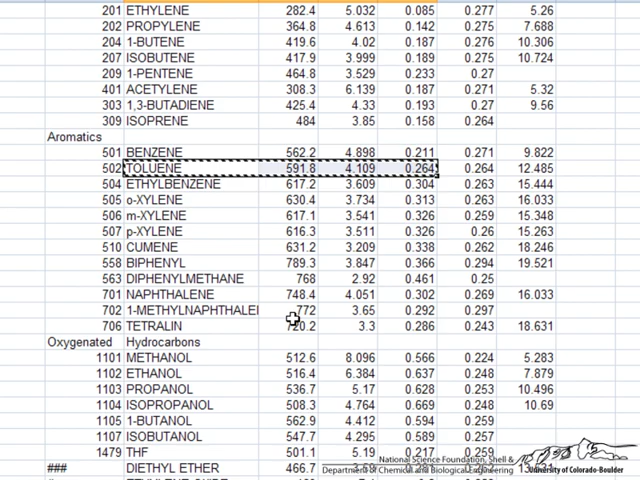 201 ETHYLENE 282.4 5.032 0.085 0.277 5.26
202 PROPYLENE 364.8 4.613 0.142 0.275 7.688
204 1-BUTENE 419.6 4.02 0.187 0.276 10.306
207 ISOBUTENE 417.9 3.999 0.189 0.275 10.724
209 1-PENTENE 464.8 3.529 0.233 0.27
401 ACETYLENE 308.3 6.139 0.187 0.271 5.32
303 1,3-BUTADIENE 425.4 4.33 0.193 0.27 9.56
309 ISOPRENE 484 3.85 0.158 0.264
Aromatics
501 BENZENE 562.2 4.898 0.211 0.271 9.822
502 TOLUENE 591.8 4.109 0.264 0.264 12.485
504 ETHYLBENZENE 617.2 3.609 0.304 0.263 15.444
505 o-XYLENE 630.4 3.734 0.313 0.263 16.033
506 m-XYLENE 617.1 3.541 0.326 0.259 15.348
507 p-XYLENE 616.3 3.511 0.326 0.26 15.263
510 CUMENE 631.2 3.209 0.338 0.262 18.246
558 BIPHENYL 789.3 3.847 0.366 0.294 19.521
563 DIPHENYLMETHANE 768 2.92 0.461 0.25
701 NAPHTHALENE 748.4 4.051 0.302 0.269 16.033
702 1-METHYLNAPHTHALEI 772 3.65 0.292 0.297
706 TETRALIN 720.2 3.3 0.286 0.243 18.631
Oxygenated Hydrocarbons
1101 METHANOL 512.6 8.096 0.566 0.224 5.283
1102 ETHANOL 516.4 6.384 0.637 0.248 7.879
1103 PROPANOL 536.7 5.17 0.628 0.253 10.496
1104 ISOPROPANOL 508.3 4.764 0.669 0.248 10.69
1105 1-BUTANOL 562.9 4.412 0.594 0.259
1107 ISOBUTANOL 547.7 4.295 0.589 0.257
1479 THF 501.1 5.19 0.217 0.259
National Science Foundation, Shell &
### DIETHYL ETHER 466.7
Department of Chemical and Biological Engineering University of Colorado-Boulder